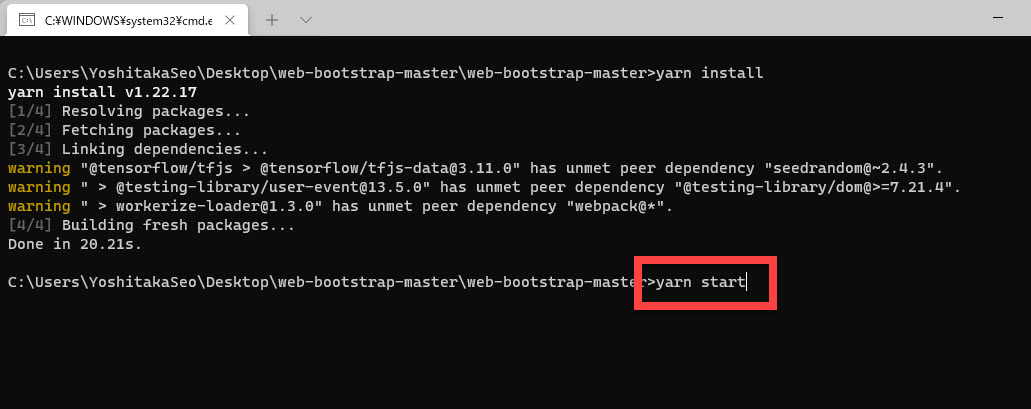 C:¥WINDOWS¥system32¥cmd.e
C:\Users\YoshitakaSeo\Desktop\web-bootstrap-master\web-bootstrap-master>yarn install
yarn install v1.22.17
[1/4] Resolving packages...
[2/4] Fetching packages...
[3/4] Linking dependencies...
warning "@tensorflow/tfjs > @tensorflow/tfjs-data@3.11.0" has unmet peer dependency "seedrandom@~2.4.3".
warning " > @testing-library/user-event@13.5.0" has unmet peer dependency "@testing-library/dom@>=7.21.4".
warning " > workerize-loader@1.3.0" has unmet peer dependency "webpack@*".
[4/4] Building fresh packages...
Done in 20.21s.
C:\Users\YoshitakaSeo\Desktop\web-bootstrap-master\web-bootstrap-master>yarn start